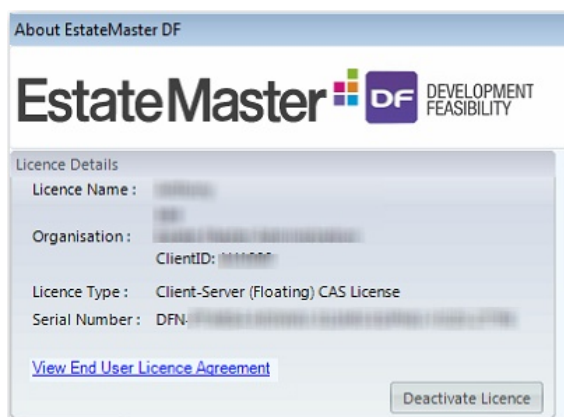 About EstateMaster DF
EstateMaster DF DEVELOPMENT
FEASIBILITY
Licence Details
Licence Name :
Organisation :
ClientID:
Licence Type : Client-Server (Floating) CAS License
Serial Number : DFN-
View End User Licence Agreement
Deactivate Licence